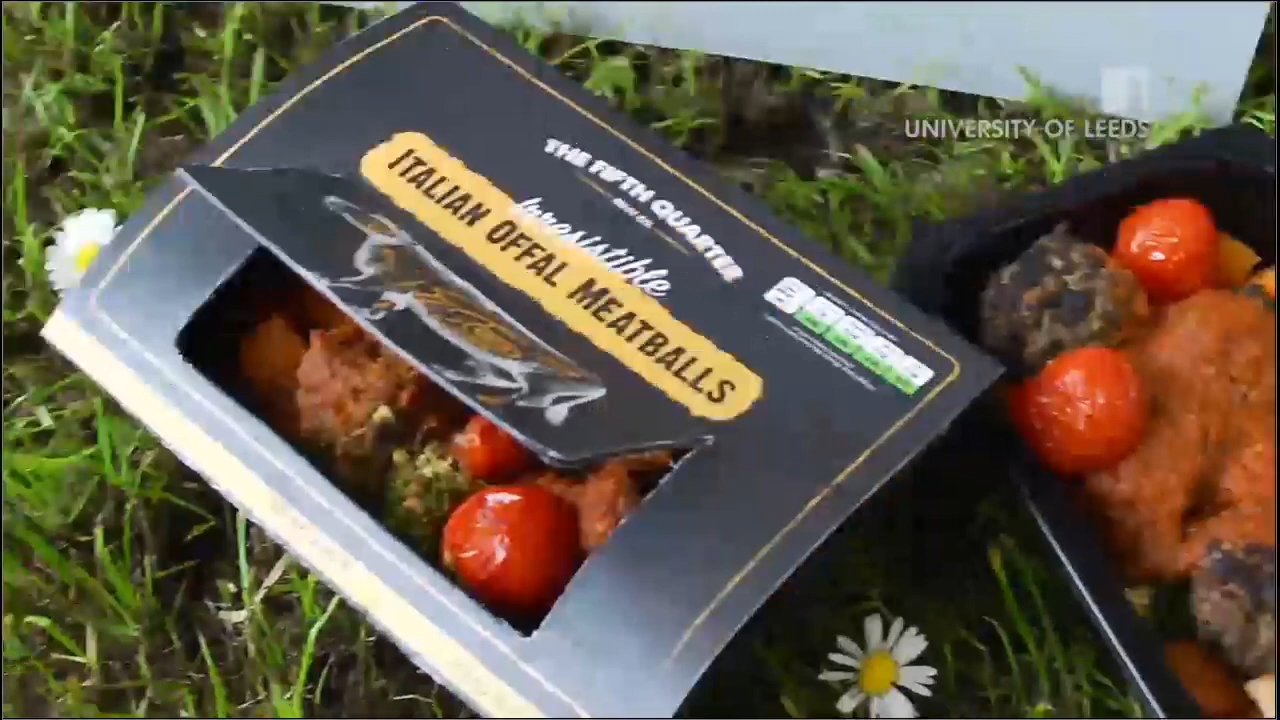 UNIVERSITY OF LEEDS
THE FIFTH QUARTER
Irresistible
ITALIAN OFFAL MEATBALLS